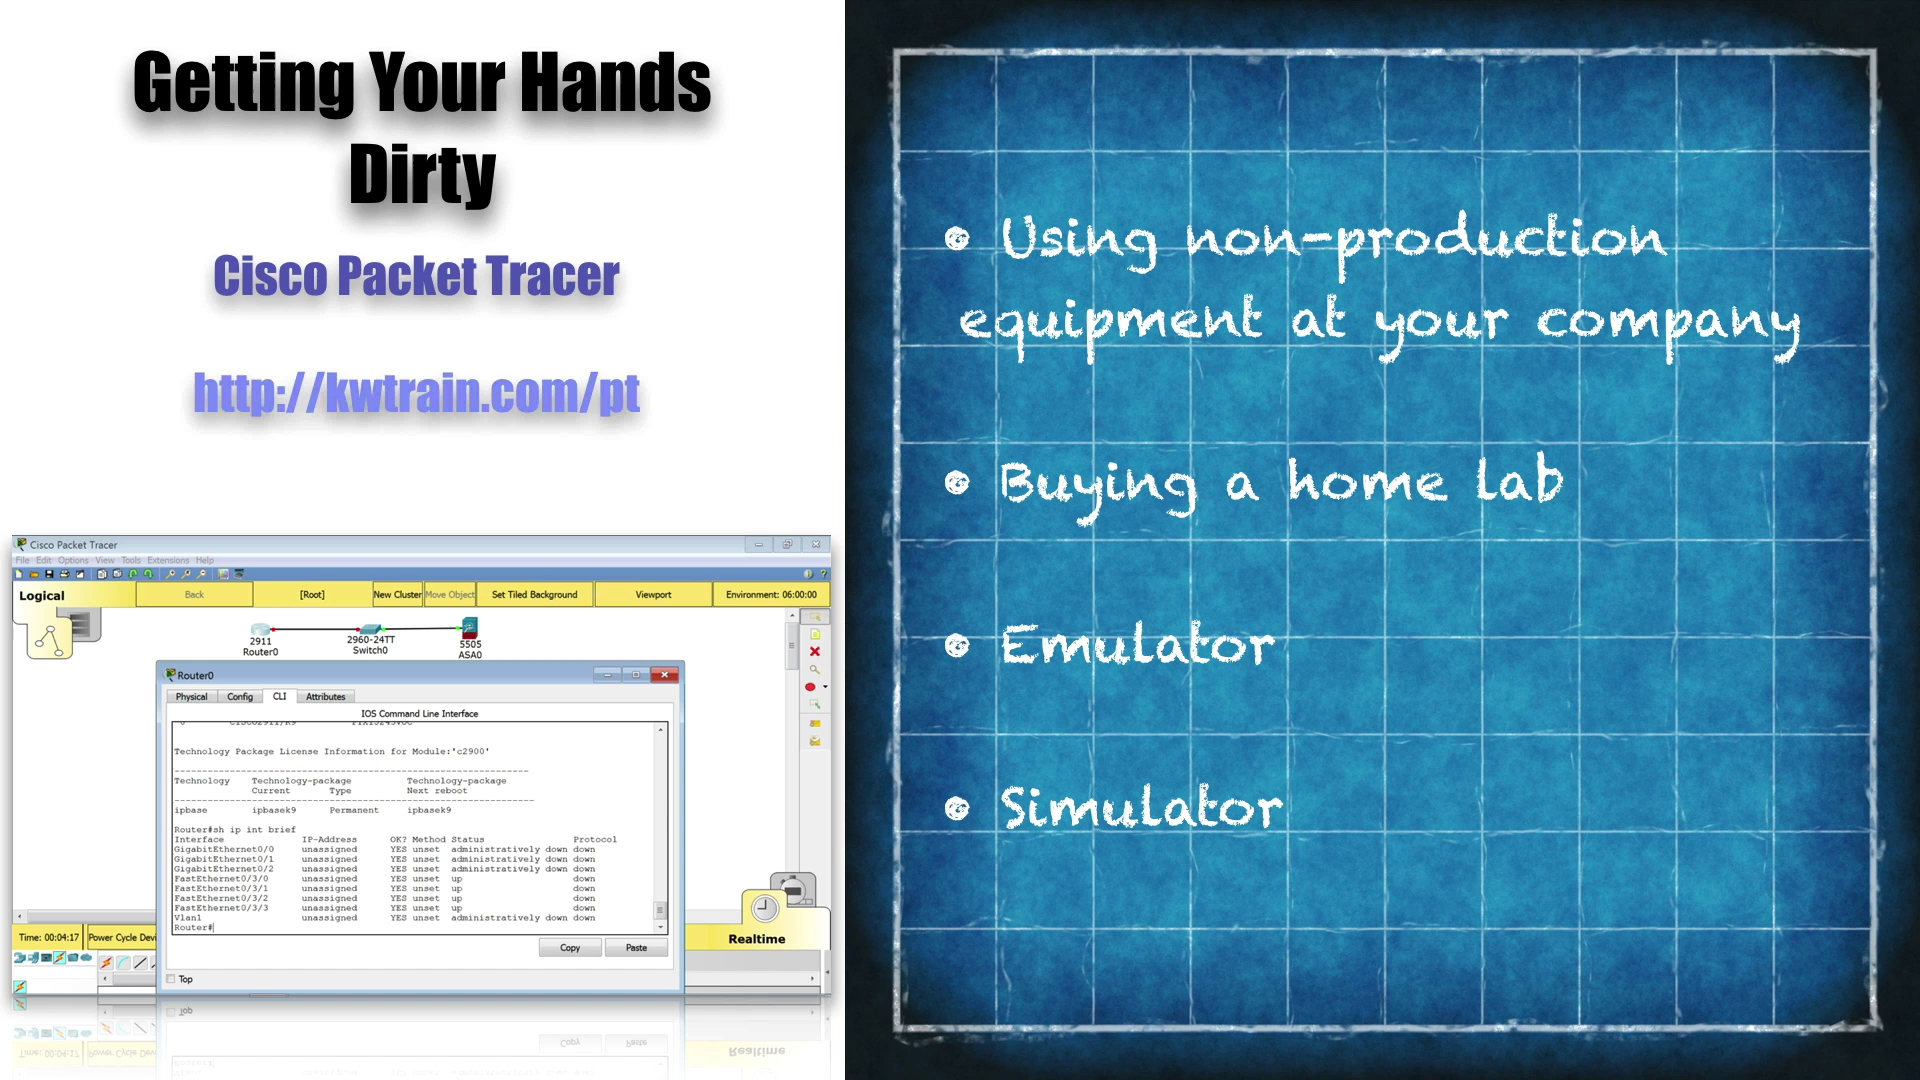 Getting Your Hands
Dirty
Cisco Packet Tracer
http://kwtrain.com/pt
• Using non-production
equipment at your company
• Buying a home lab
• Emulator
• Simulator
Cisco Packet Tracer
File Edit Options View Tools Extensions Help
Logical Back [Root] New Cluster Move Object Set Tiled Background Viewport Environment: 06:00:00
2911 2960-24TT 5505
Router0 Switch0 ASA0
Router0
Physical Config CLI Attributes
IOS Command Line Interface
Technology Package License Information for Module:'c2900'
----------------------------------------------------------------
Technology Technology-package Technology-package
Current Type Next reboot
-----------------------------------------------------------------
ipbase ipbasek9 Permanent ipbasek9
Router#sh ip int brief
Interface IP-Address OK? Method Status Protocol
GigabitEthernet0/0 unassigned YES unset administratively down down
GigabitEthernet0/1 unassigned YES unset administratively down down
GigabitEthernet0/2 unassigned YES unset administratively down down
FastEthernet0/3/0 unassigned YES unset up down
FastEthernet0/3/1 unassigned YES unset up down
FastEthernet0/3/2 unassigned YES unset up down
FastEthernet0/3/3 unassigned YES unset up down
Vlan1 unassigned YES unset administratively down down
Router#
Copy Paste
Top
Time: 00:04:17 Power Cycle Devi
Realtime